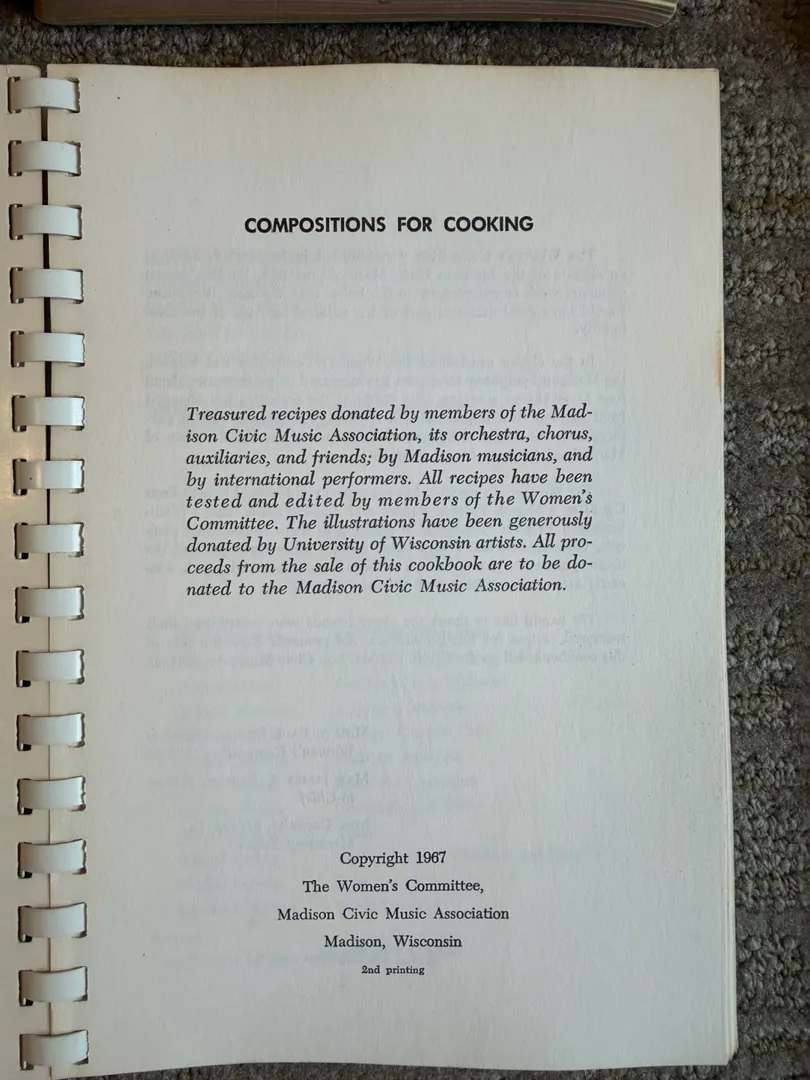 COMPOSITIONS FOR COOKING
Treasured recipes donated by members of the Mad-
ison Civic Music Association, its orchestra, chorus,
auxiliaries, and friends; by Madison musicians, and
by international performers. All recipes have been
tested and edited by members of the Women's
Committee. The illustrations have been generously
donated by University of Wisconsin artists. All pro-
ceeds from the sale of this cookbook are to be do-
nated to the Madison Civic Music Association.
Copyright 1967
The Women's Committee,
Madison Civic Music Association
Madison, Wisconsin
2nd printing